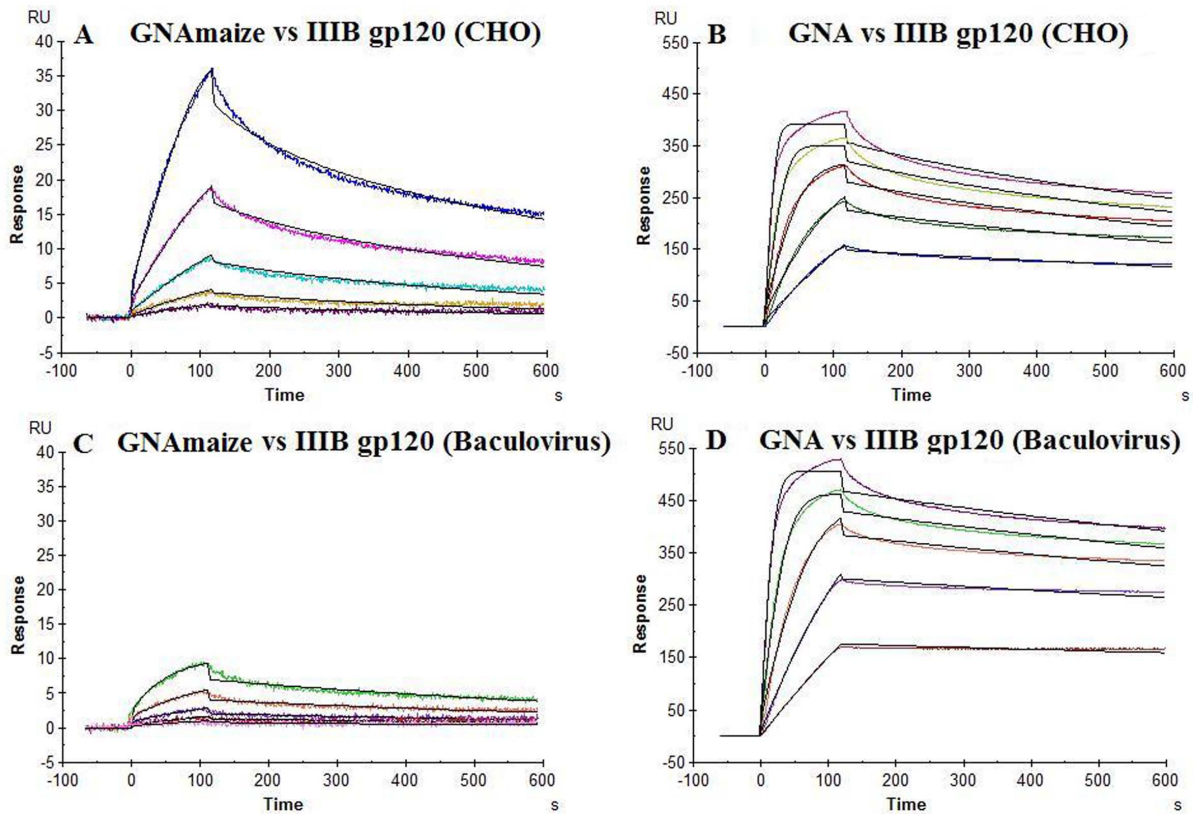 RU
A GNAmaize vs IIIB gp120 (CHO)
40
35
30
25
20
15
10
5
0
-5
Response
-100 0 100 200 300 400 500 600
Time s
RU
B GNA vs IIIB gp120 (CHO)
550
450
350
250
150
50
-50
Response
-100 0 100 200 300 400 500 600
Time s
RU
C GNAmaize vs IIIB gp120 (Baculovirus)
40
35
30
25
20
15
10
5
0
-5
Response
-100 0 100 200 300 400 500 600
Time s
RU
D GNA vs IIIB gp120 (Baculovirus)
550
450
350
250
150
50
-50
Response
-100 0 100 200 300 400 500 600
Time s